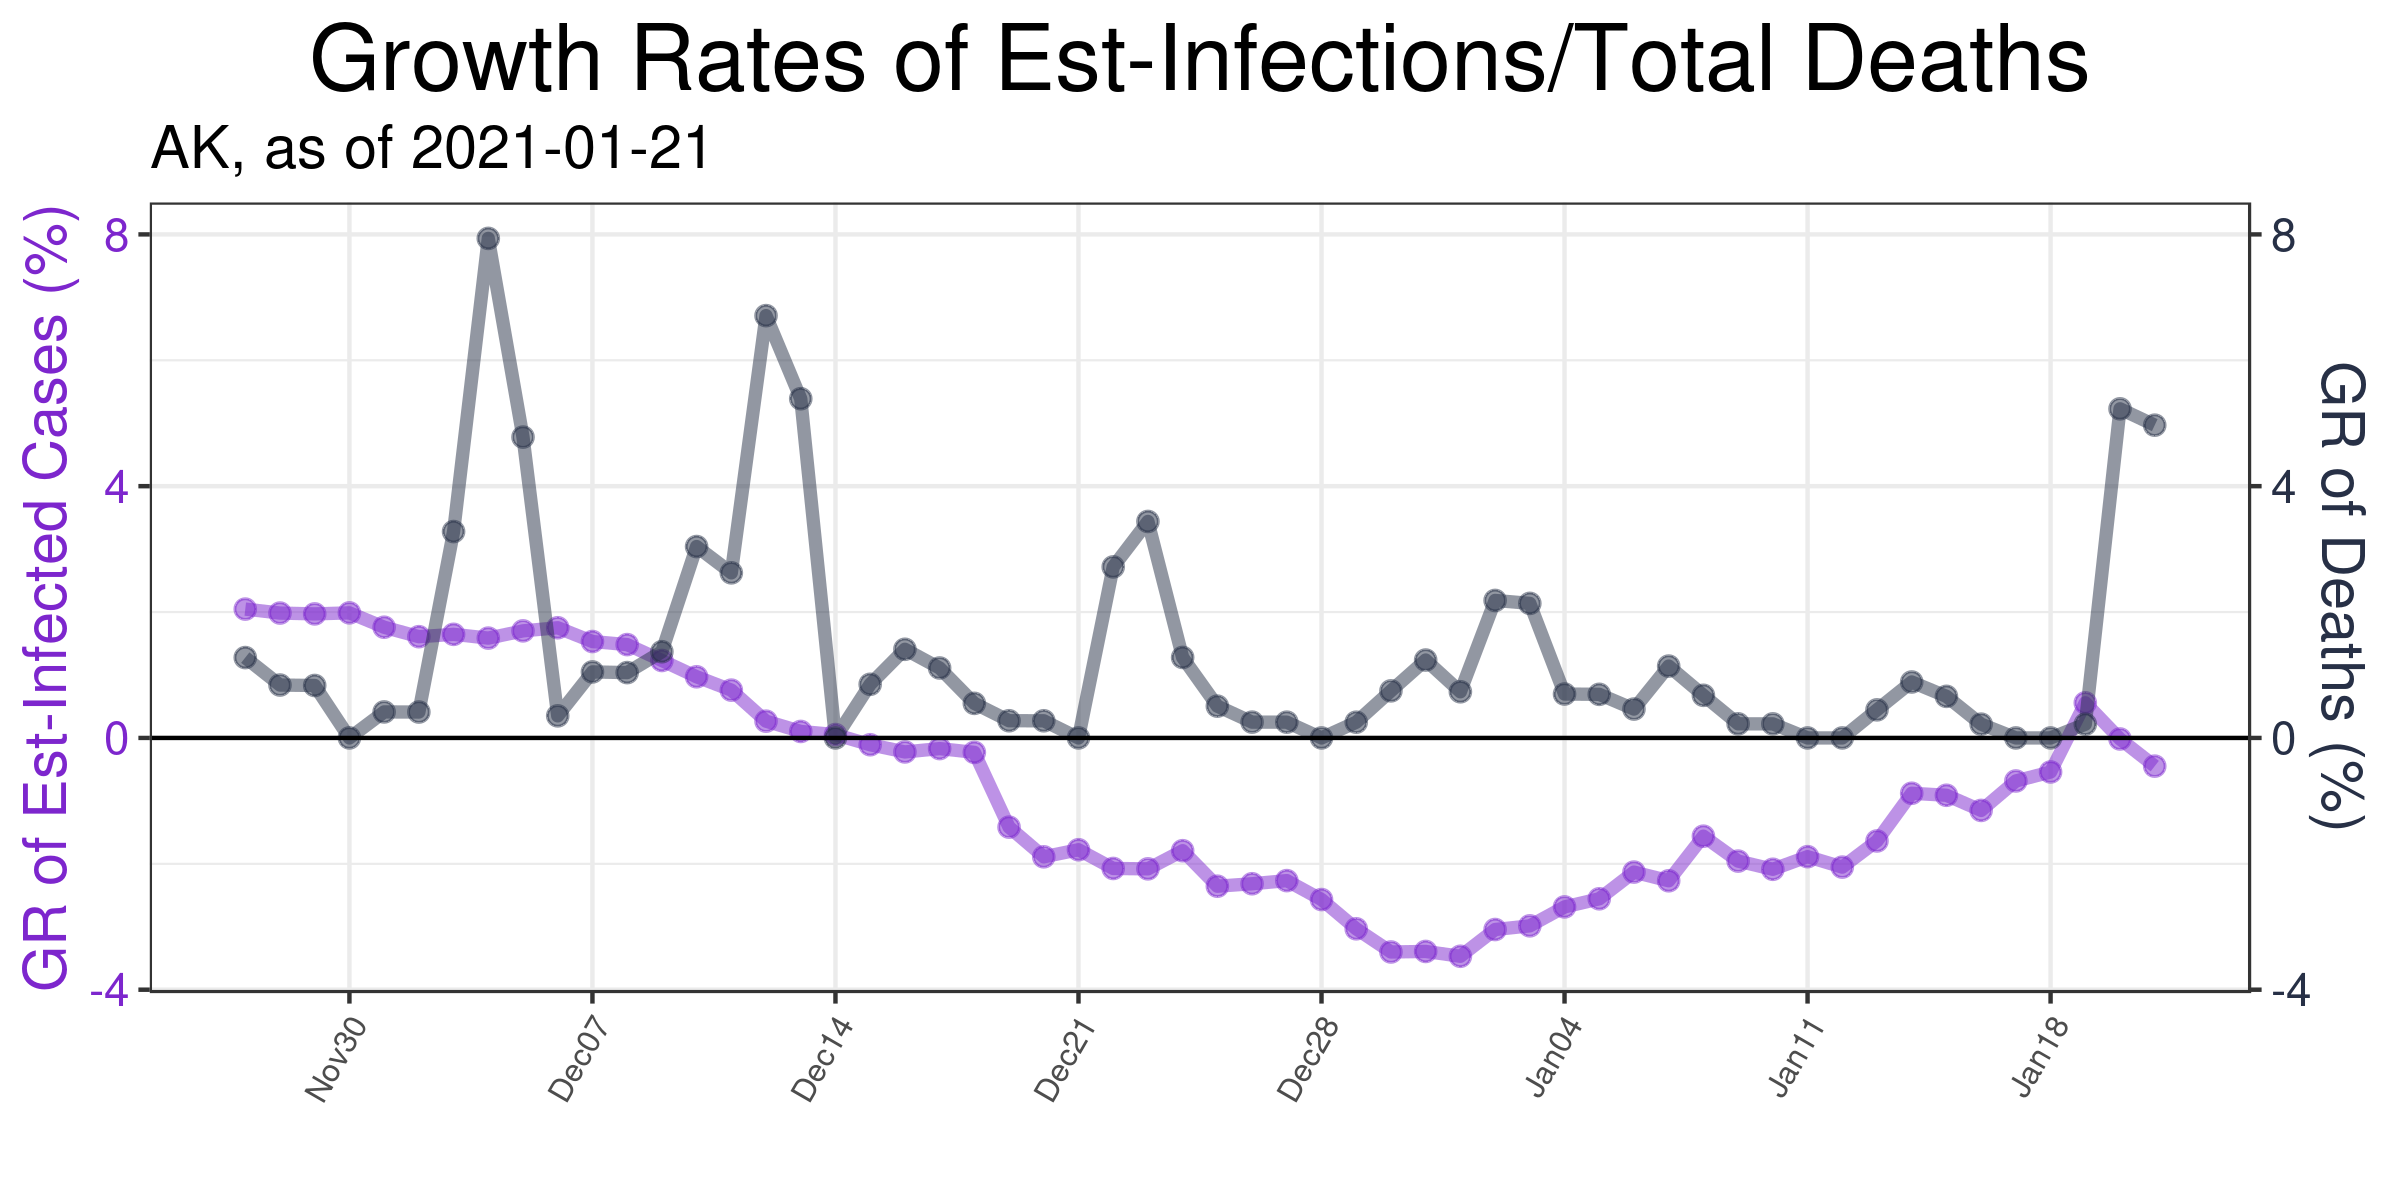 Growth Rates of Est-Infections/Total Deaths
AK, as of 2021-01-21
GR of Est-Infected Cases (%)
8
4
0
-4
8
4
0
-4
GR of Deaths (%)
Nov30
Dec07
Dec14
Dec21
Dec28
Jan04
Jan11
Jan18